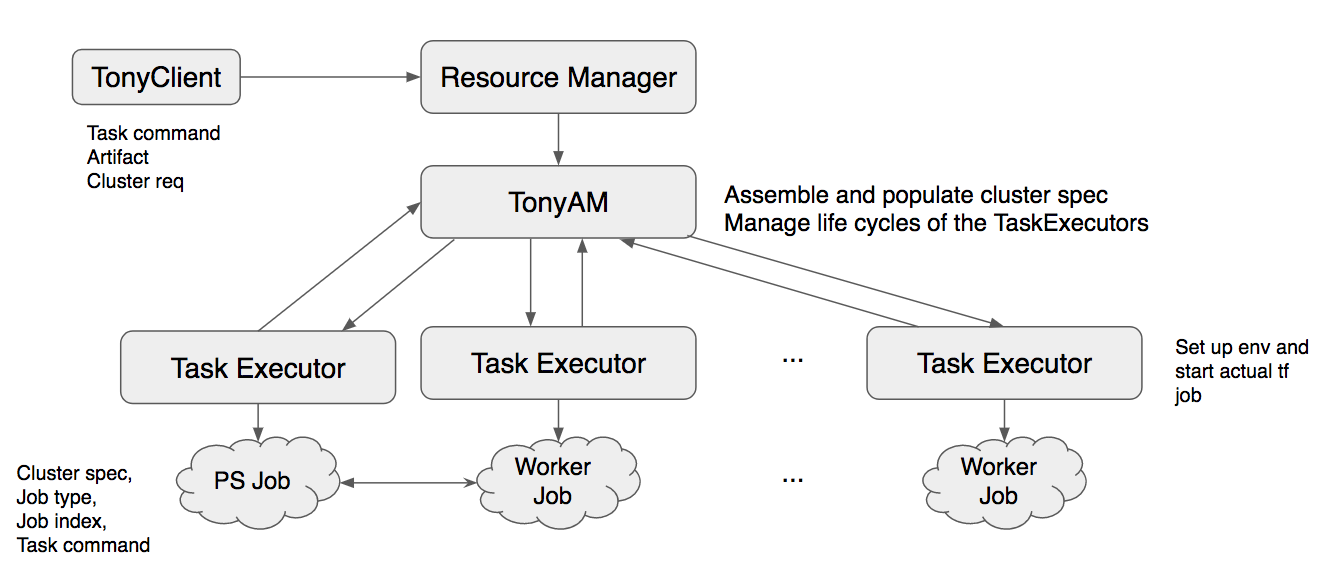 TonyClient
Resource Manager
Task command
Artifact
Cluster req
TonyAM
Assemble and populate cluster spec
Manage life cycles of the TaskExecutors
Task Executor
Task Executor
...
Task Executor
Set up env and
start actual tf
job
Cluster spec,
Job type,
Job index,
Task command
PS Job
Worker
Job
...
Worker
Job